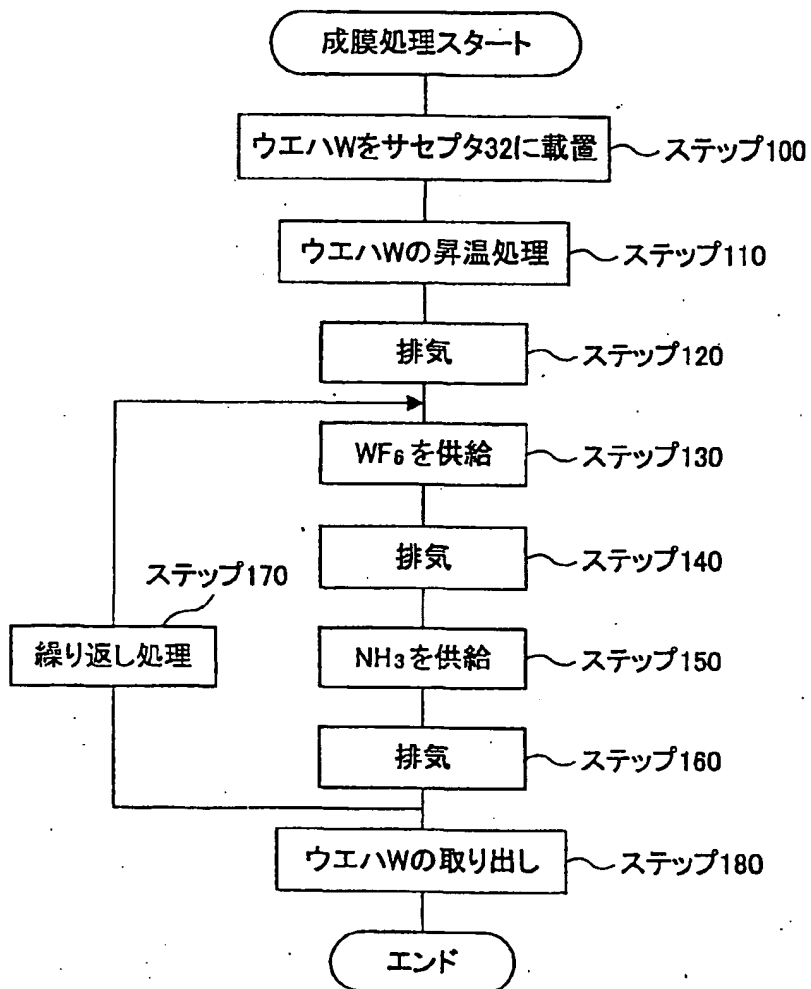 成膜処理スタート
ウエハWをサセプタ32に載置
ステップ100
ウエハWの昇温処理
ステップ110
排気
ステップ120
WF₆を供給
ステップ130
排気
ステップ140
ステップ170
繰り返し処理
NH₃を供給
ステップ150
排気
ステップ160
ウエハWの取り出し
ステップ180
エンド